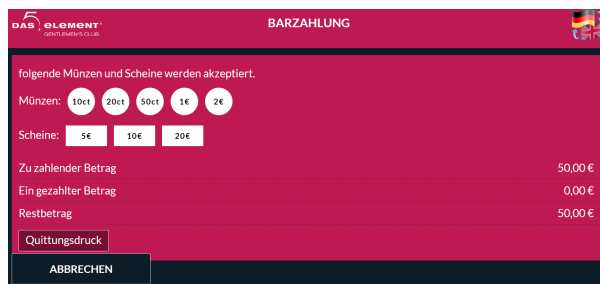 DAS 5 ELEMENT
GENTLEMEN'S CLUB
BARZAHLUNG
folgende Münzen und Scheine werden akzeptiert.
Münzen: 10ct 20ct 50ct 1€ 2€
Scheine: 5€ 10€ 20€
Zu zahlender Betrag 50,00 €
Ein gezahlter Betrag 0,00 €
Restbetrag 50,00 €
Quittungsdruck
ABBRECHEN